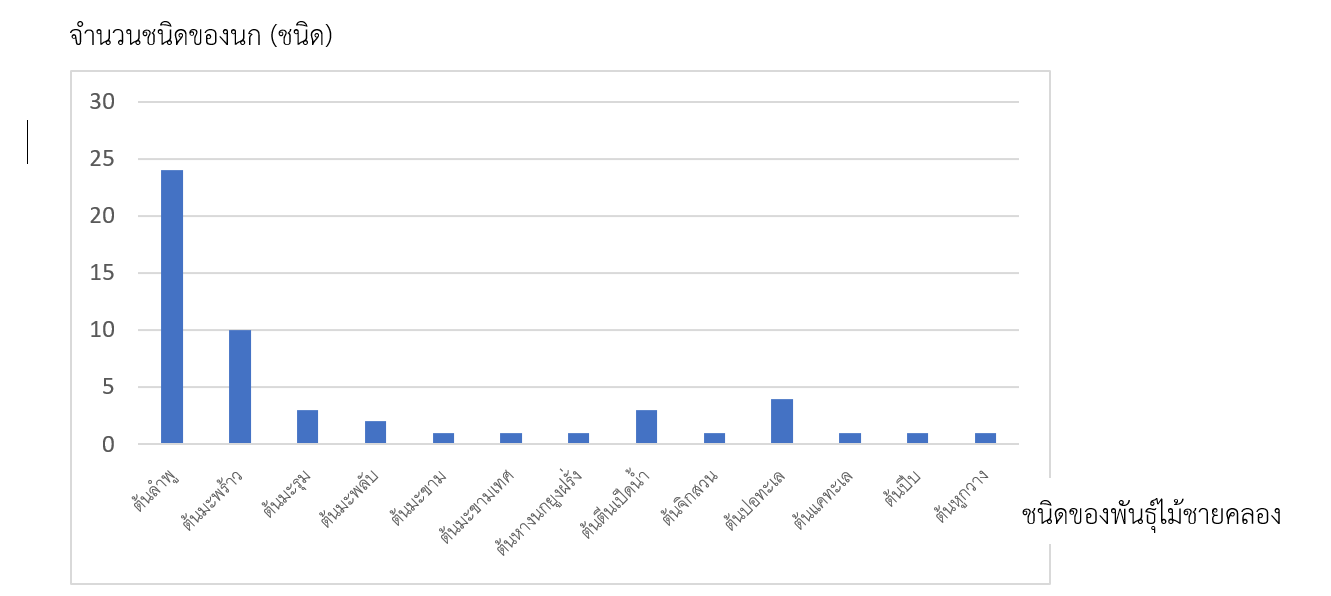 จำนวนชนิดของนก (ชนิด)
30
25
20
15
10
5
0
ต้นลำพู
ต้นมะพร้าว
ต้นมะรุม
ต้นมะพลับ
ต้นมะขาม
ต้นมะขามเทศ
ต้นหางนกยูงฝรั่ง
ต้นตีนเป็ดน้ำ
ต้นจิกสวน
ต้นปอทะเล
ต้นแคทะเล
ต้นปีบ
ต้นหูกวาง
ชนิดของพันธุ์ไม้ชายคลอง